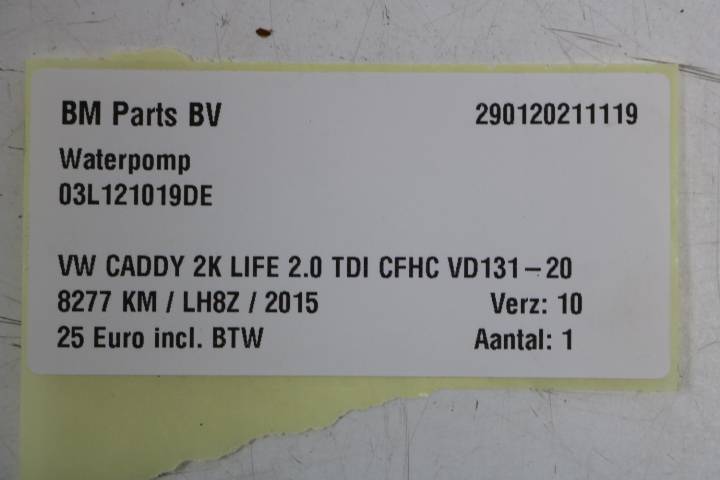 BM Parts BV 290120211119
Waterpomp
03L121019DE
VW CADDY 2K LIFE 2.0 TDI CFHC VD131-20
8277 KM / LH8Z / 2015 Verz: 10
25 Euro incl. BTW Aantal: 1